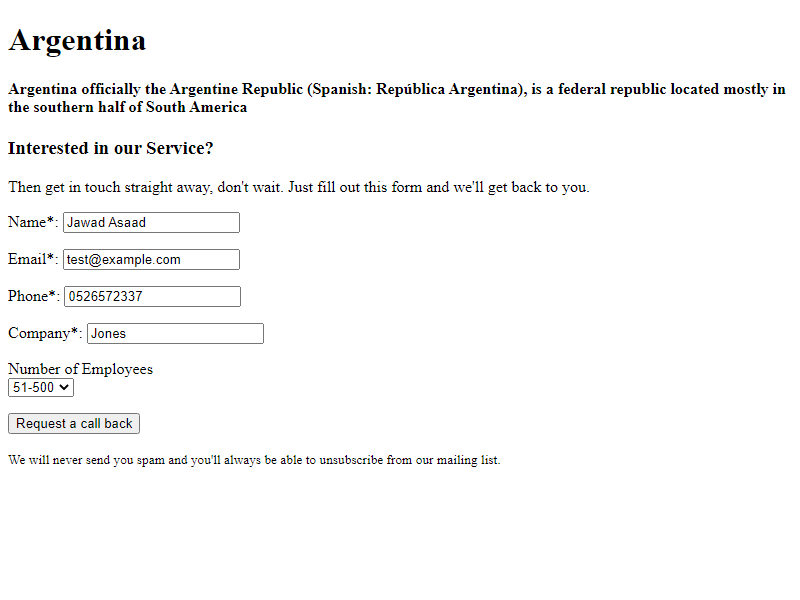 Argentina
Argentina officially the Argentine Republic (Spanish: República Argentina), is a federal republic located mostly in
the southern half of South America
Interested in our Service?
Then get in touch straight away, don't wait. Just fill out this form and we'll get back to you.
Name*: Jawad Asaad
Email*: test@example.com
Phone*: 0526572337
Company*: Jones
Number of Employees
51-500
Request a call back
We will never send you spam and you'll always be able to unsubscribe from our mailing list.